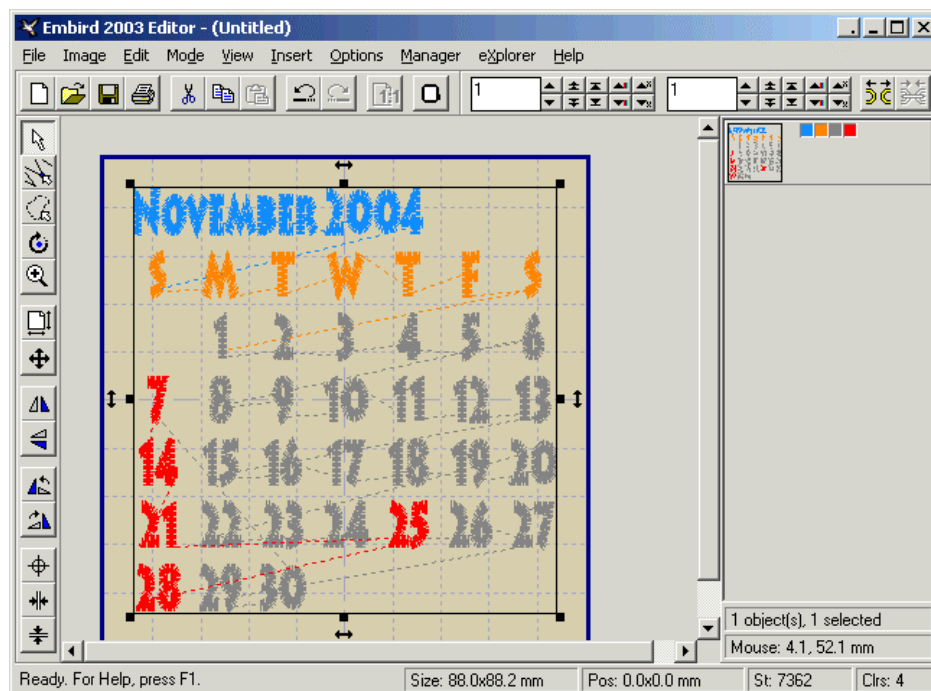 Embird 2003 Editor - (Untitled)
File Image Edit Mode View Insert Options Manager eXplorer Help
1 1
NOVEMBER 2004
S M T W T F S
1 2 3 4 5 6
7 8 9 10 11 12 13
14 15 16 17 18 19 20
21 22 23 24 25 26 27
28 29 30
1 object(s), 1 selected
Mouse: 4.1, 52.1 mm
Ready. For Help, press F1. Size: 88.0x88.2 mm Pos: 0.0x0.0 mm St: 7362 Clrs: 4